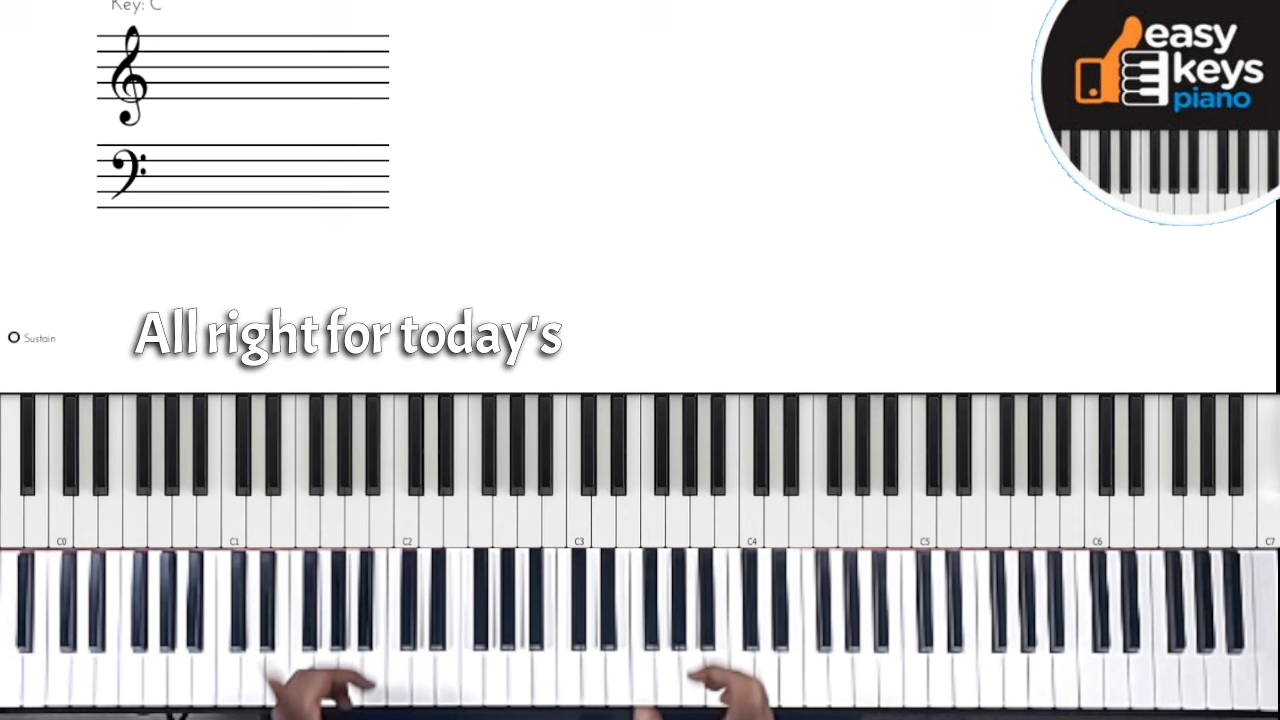 Key: C
easy
keys
piano
All right for today's
Sustain
C0 C1 C2 C3 C4 C5 C6 C7